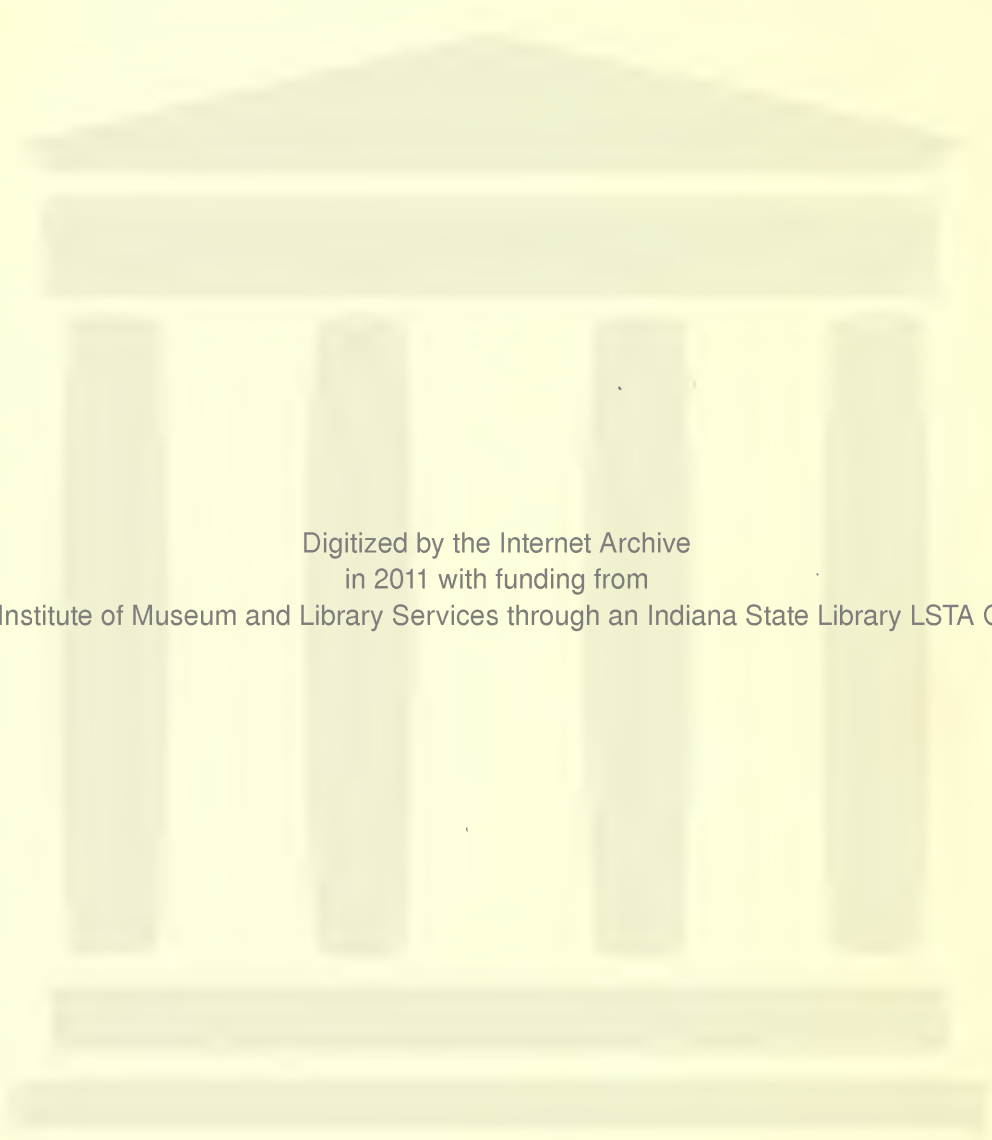 Digitized by the Internet Archive
in 2011 with funding from
Institute of Museum and Library Services through an Indiana State Library LSTA